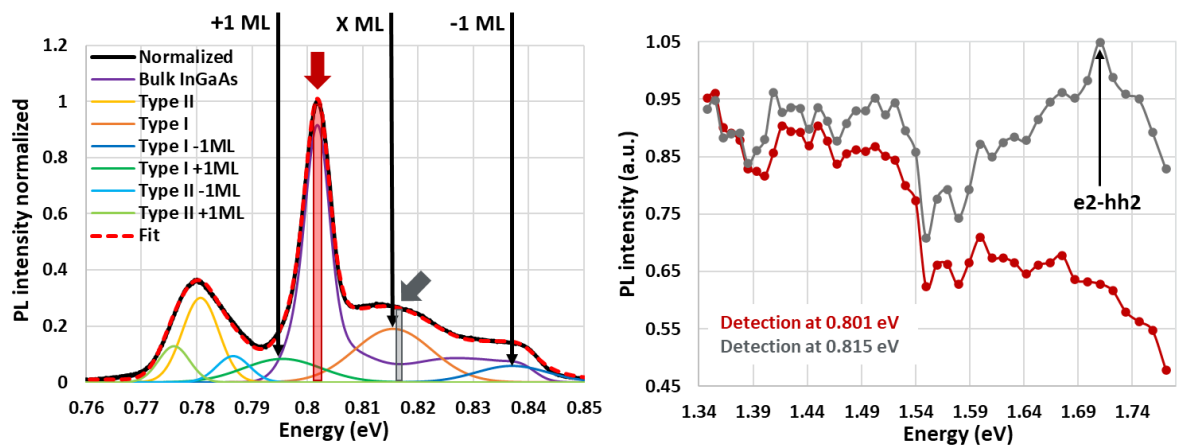 +1 ML X ML -1 ML
PL intensity normalized
1.2
1
0.8
0.6
0.4
0.2
0
Normalized
Bulk InGaAs
Type II
Type I
Type I -1ML
Type I +1ML
Type II -1ML
Type II +1ML
Fit
0.76 0.77 0.78 0.79 0.8 0.81 0.82 0.83 0.84 0.85
Energy (eV)
PL intensity (a.u.)
1.05
0.95
0.85
0.75
0.65
0.55
0.45
e2-hh2
Detection at 0.801 eV
Detection at 0.815 eV
1.34 1.39 1.44 1.49 1.54 1.59 1.64 1.69 1.74
Energy (eV)